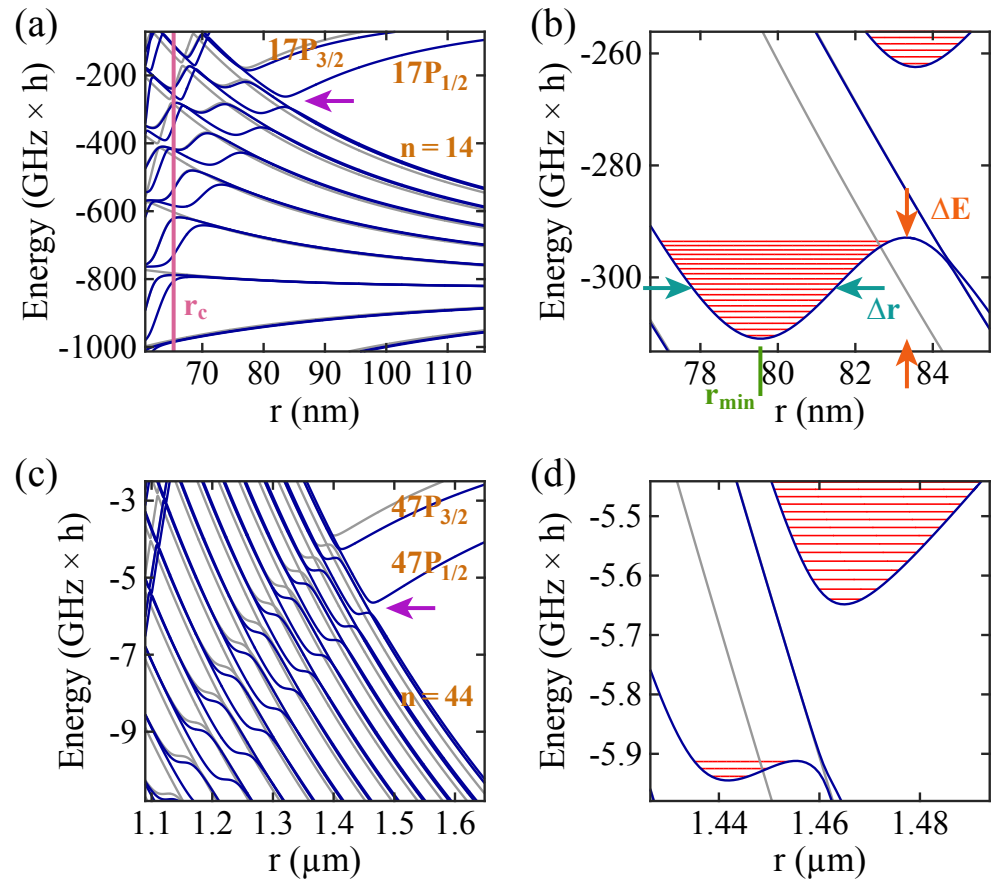 (a)
Energy (GHz × h)
-200
-400
-600
-800
-1000
17P3/2
17P1/2
n = 14
rc
70 80 90 100 110
r (nm)
(b)
Energy (GHz × h)
-260
-280
-300
ΔE
Δr
rmin
78 80 82 84
r (nm)
(c)
Energy (GHz × h)
-3
-5
-7
-9
47P3/2
47P1/2
n = 44
1.1 1.2 1.3 1.4 1.5 1.6
r (μm)
(d)
Energy (GHz × h)
-5.5
-5.6
-5.7
-5.8
-5.9
1.44 1.46 1.48
r (μm)